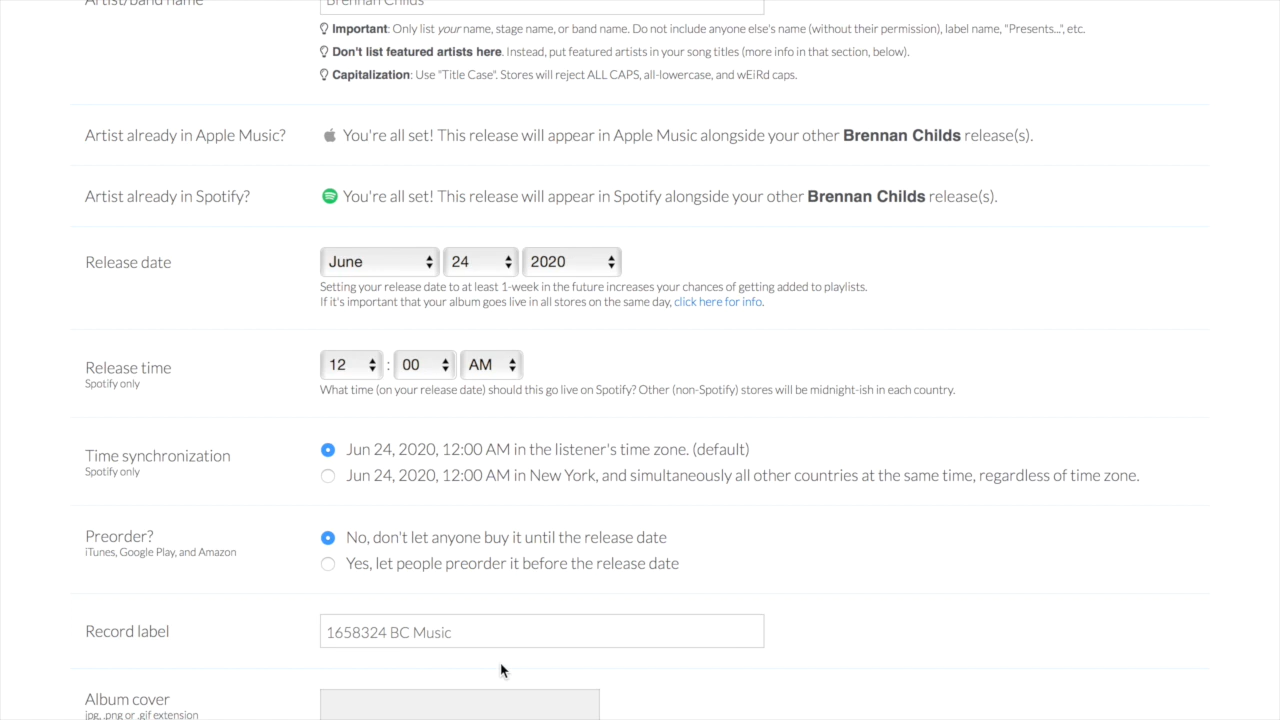 Artist/band name
Brennan Childs
Important: Only list your name, stage name, or band name. Do not include anyone else's name (without their permission), label name, "Presents...", etc.
Don't list featured artists here. Instead, put featured artists in your song titles (more info in that section, below).
Capitalization: Use "Title Case". Stores will reject ALL CAPS, all-lowercase, and wEiRd caps.
Artist already in Apple Music?
You're all set! This release will appear in Apple Music alongside your other Brennan Childs release(s).
Artist already in Spotify?
You're all set! This release will appear in Spotify alongside your other Brennan Childs release(s).
Release date
June 24 2020
Setting your release date to at least 1-week in the future increases your chances of getting added to playlists.
If it's important that your album goes live in all stores on the same day, click here for info.
Release time
Spotify only
12 : 00 AM
What time (on your release date) should this go live on Spotify? Other (non-Spotify) stores will be midnight-ish in each country.
Time synchronization
Spotify only
Jun 24, 2020, 12:00 AM in the listener's time zone. (default)
Jun 24, 2020, 12:00 AM in New York, and simultaneously all other countries at the same time, regardless of time zone.
Preorder?
iTunes, Google Play, and Amazon
No, don't let anyone buy it until the release date
Yes, let people preorder it before the release date
Record label
1658324 BC Music
Album cover
jpg, .png or .gif extension